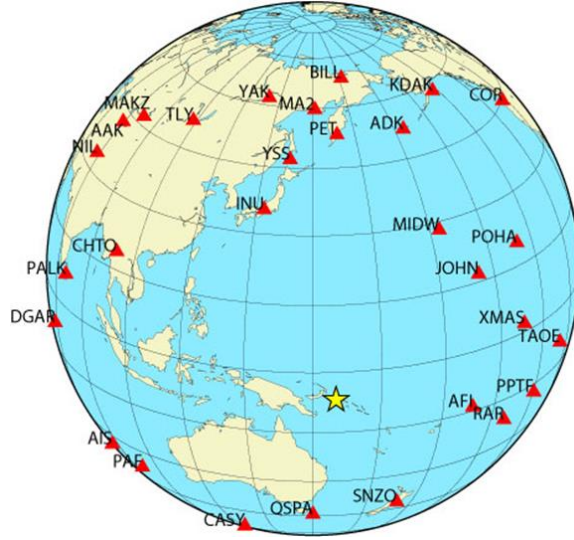 BILL
KDAK
COR
YAK
MA2
MAKZ
TLY
AAK
PET
ADK
NIL
YSS
INU
MIDW
POHA
CHTO
PALK
JOHN
DGAR
XMAS
TAOE
PPTF
AFI
RAR
AIS
PAF
SNZO
QSPA
CASY